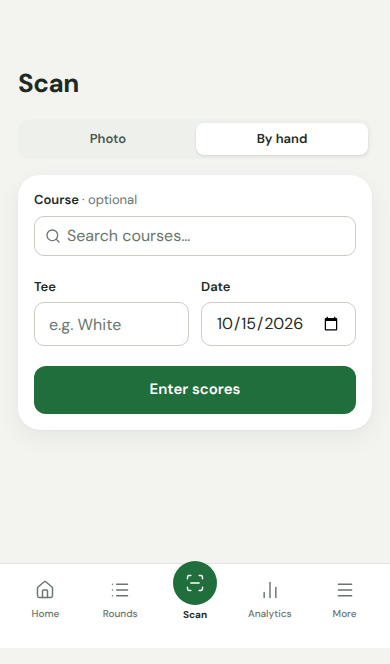 Scan
Photo
By hand
Course · optional
Search courses...
Tee
Date
e.g. White
10/15/2026
Enter scores
Home
Rounds
Scan
Analytics
More